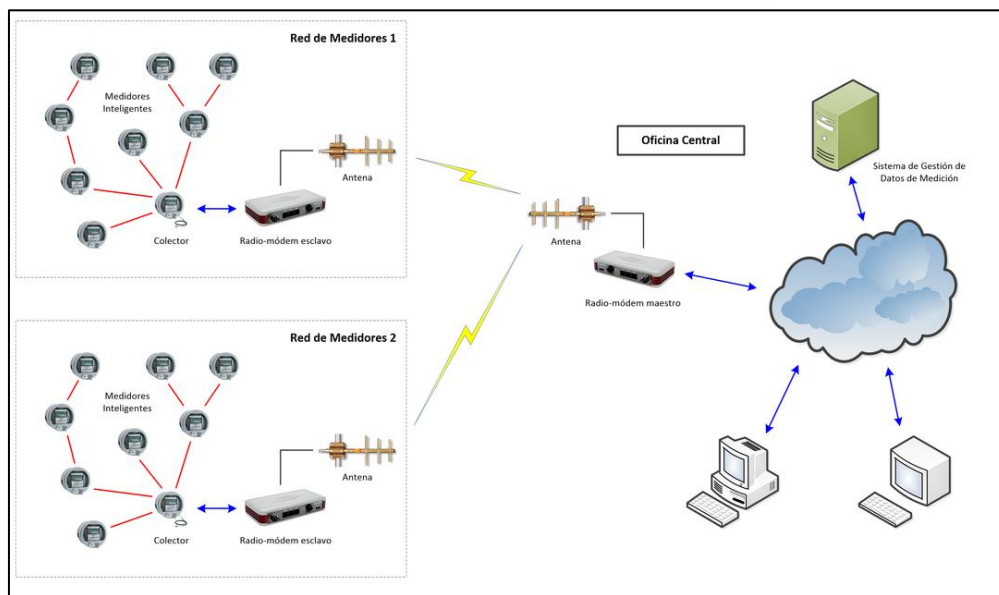 Red de Medidores 1
Medidores
Inteligentes
Antena
Colector
Radio-módem esclavo
Red de Medidores 2
Medidores
Inteligentes
Antena
Colector
Radio-módem esclavo
Oficina Central
Antena
Radio-módem maestro
Sistema de Gestión de
Datos de Medición